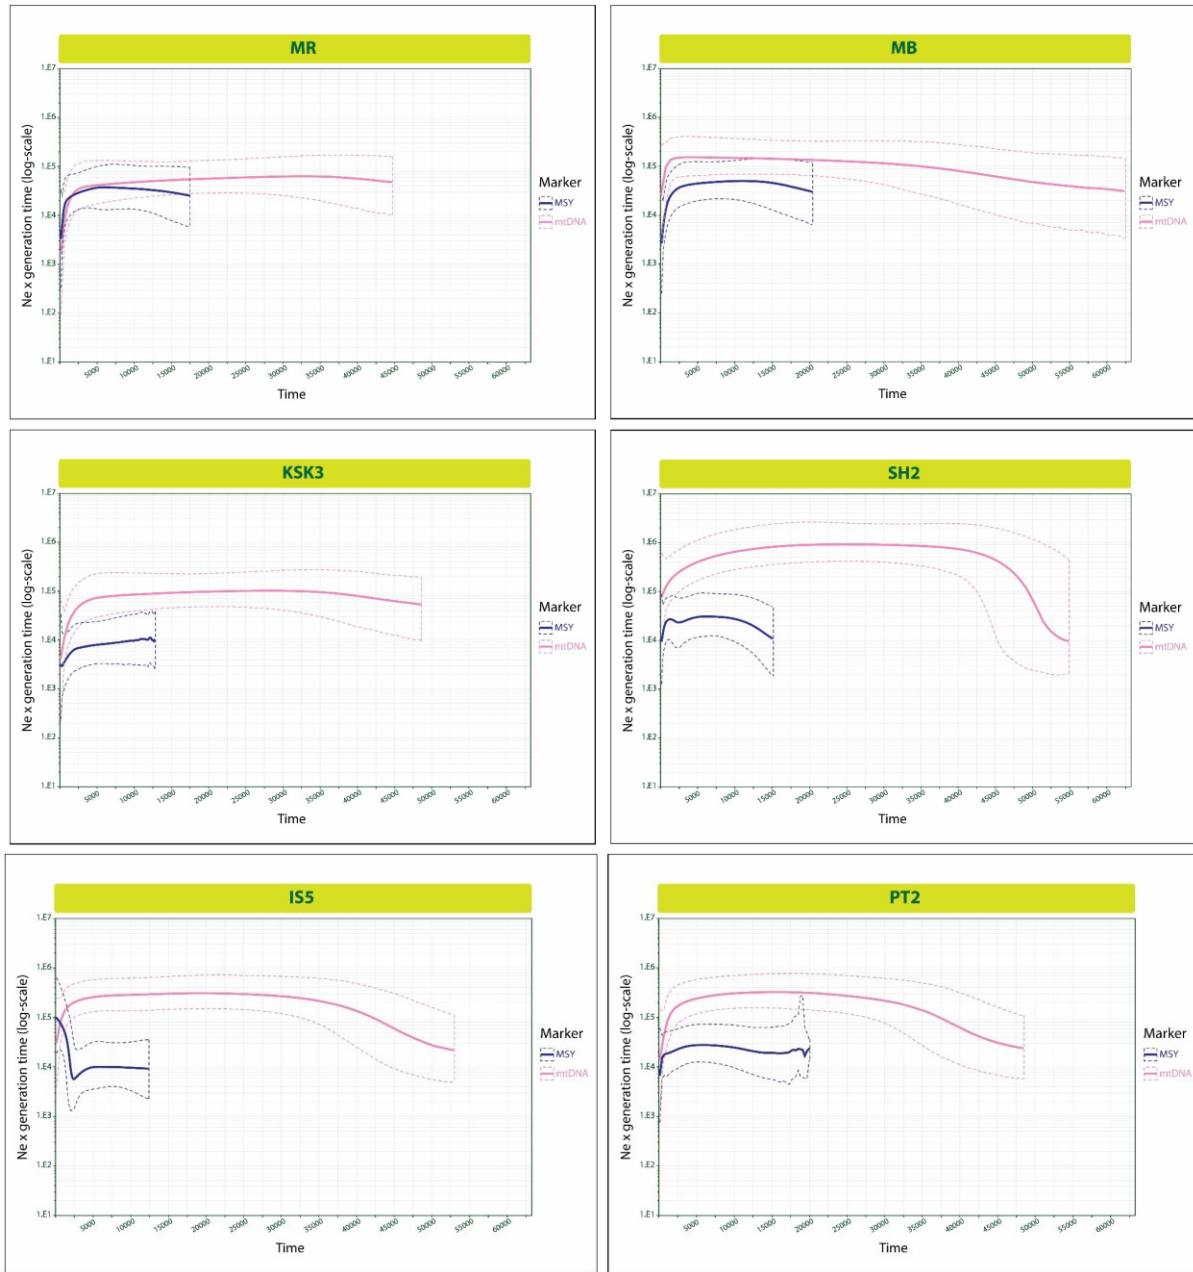 MR
1.E7
1.E6
1.E5
1.E4
1.E3
1.E2
1.E1
Ne x generation time (log-scale)
5000 10000 15000 20000 25000 30000 35000 40000 45000 50000 55000 60000
Time
Marker
MSY
mtDNA
MB
1.E7
1.E6
1.E5
1.E4
1.E3
1.E2
1.E1
Ne x generation time (log-scale)
5000 10000 15000 20000 25000 30000 35000 40000 45000 50000 55000 60000
Time
Marker
MSY
mtDNA
KSK3
1.E7
1.E6
1.E5
1.E4
1.E3
1.E2
1.E1
Ne x generation time (log-scale)
5000 10000 15000 20000 25000 30000 35000 40000 45000 50000 55000 60000
Time
Marker
MSY
mtDNA
SH2
1.E7
1.E6
1.E5
1.E4
1.E3
1.E2
1.E1
Ne x generation time (log-scale)
5000 10000 15000 20000 25000 30000 35000 40000 45000 50000 55000 60000
Time
Marker
MSY
mtDNA
IS5
1.E7
1.E6
1.E5
1.E4
1.E3
1.E2
1.E1
Ne x generation time (log-scale)
5000 10000 15000 20000 25000 30000 35000 40000 45000 50000 55000 60000
Time
Marker
MSY
mtDNA
PT2
1.E7
1.E6
1.E5
1.E4
1.E3
1.E2
1.E1
Ne x generation time (log-scale)
5000 10000 15000 20000 25000 30000 35000 40000 45000 50000 55000 60000
Time
Marker
MSY
mtDNA